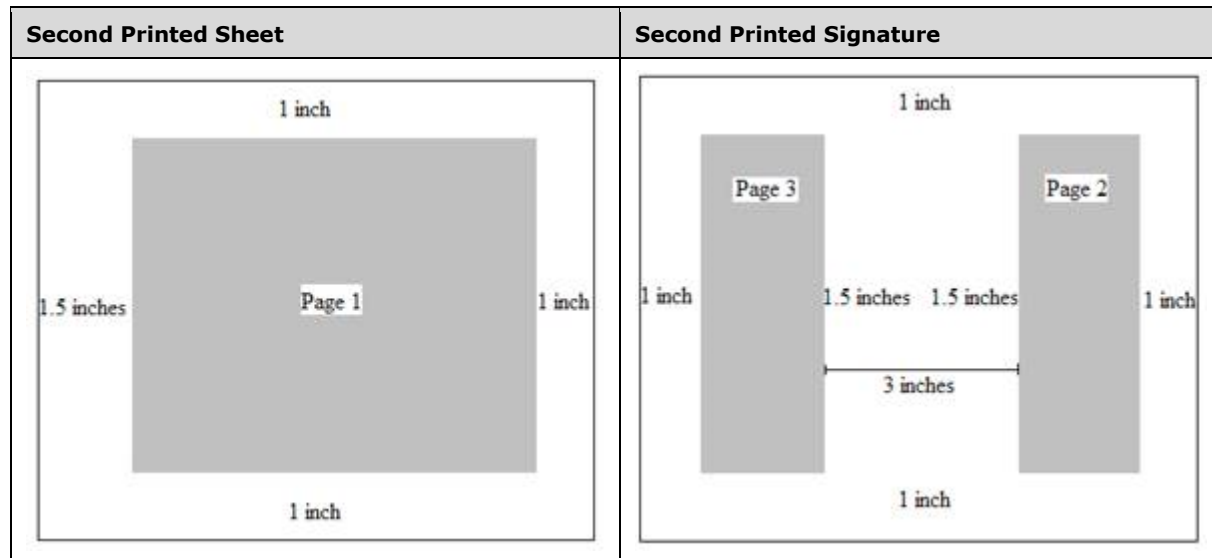 Second Printed Sheet
Second Printed Signature
1 inch
1.5 inches
Page 1
1 inch
1 inch
1 inch
Page 3
Page 2
1 inch
1.5 inches
1.5 inches
1 inch
3 inches
1 inch